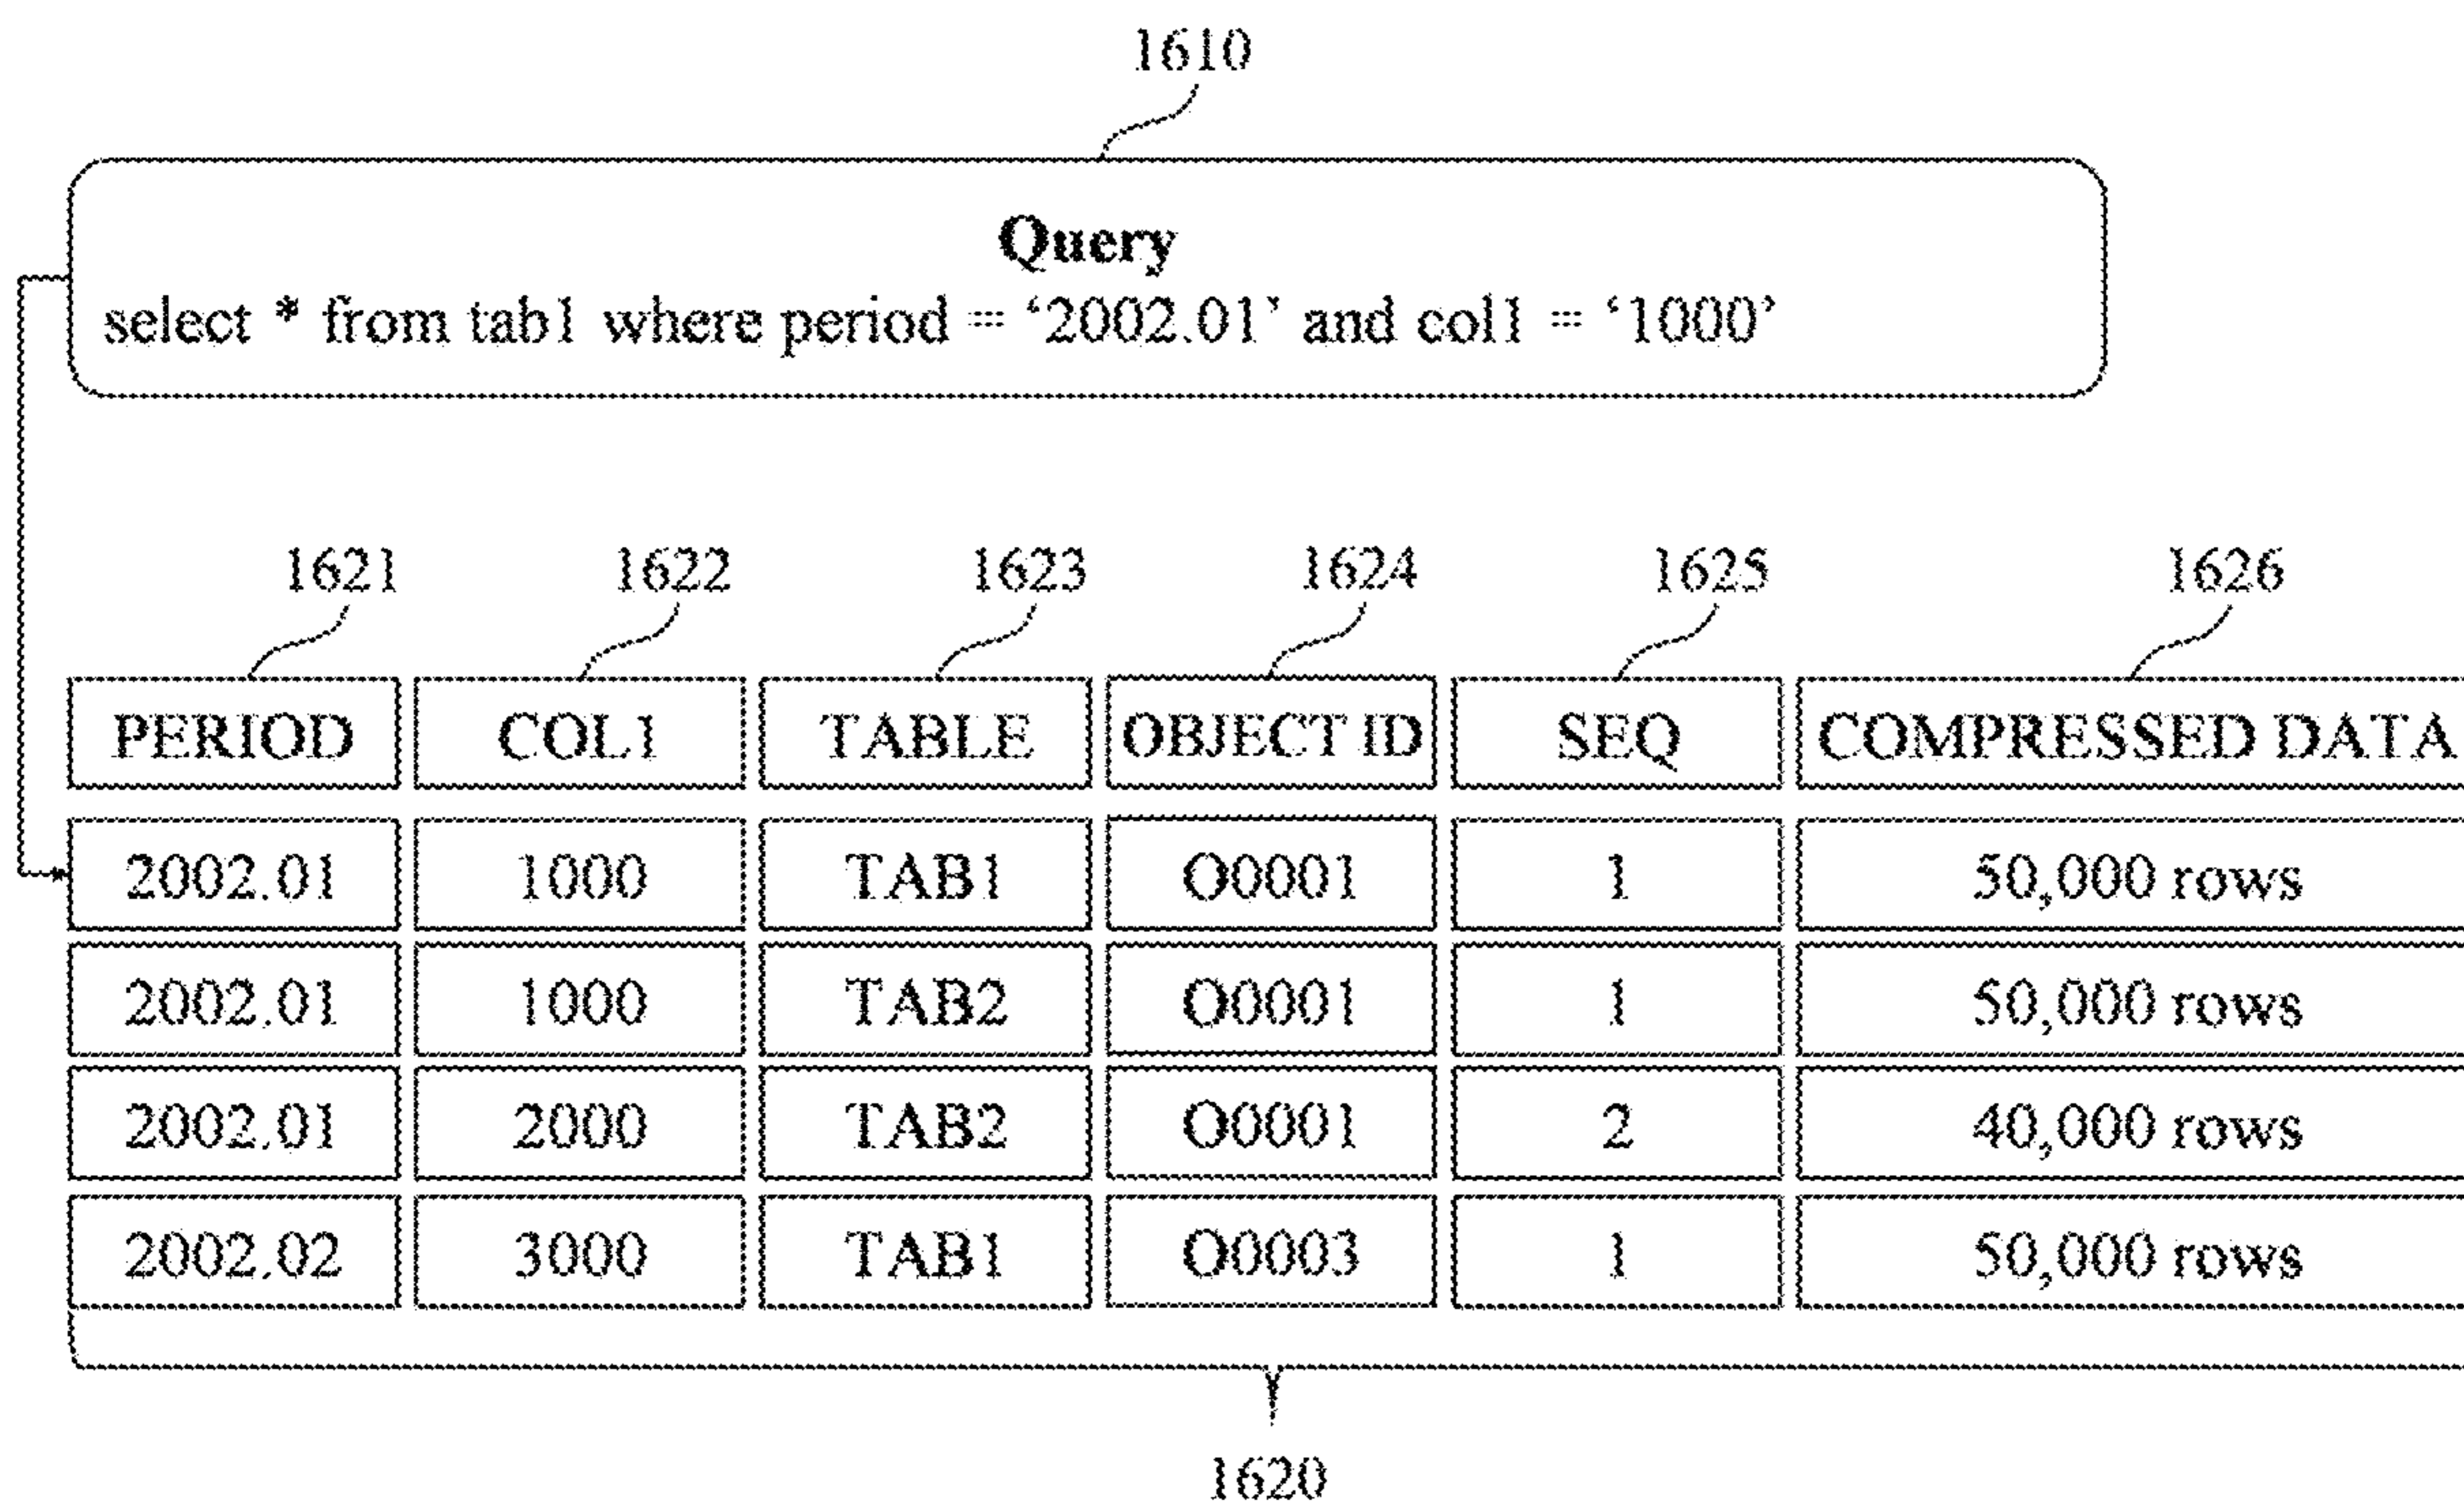 1610
Query
select * from tab1 where period = ‘2002.01’ and col1 = ‘1000’
1621 1622 1623 1624 1625 1626
PERIOD COL1 TABLE OBJECT ID SEQ COMPRESSED DATA
2002.01 1000 TAB1 O0001 1 50,000 rows
2002.01 1000 TAB2 O0001 1 50,000 rows
2002.01 2000 TAB2 O0001 2 40,000 rows
2002.02 3000 TAB1 O0003 1 50,000 rows
1620